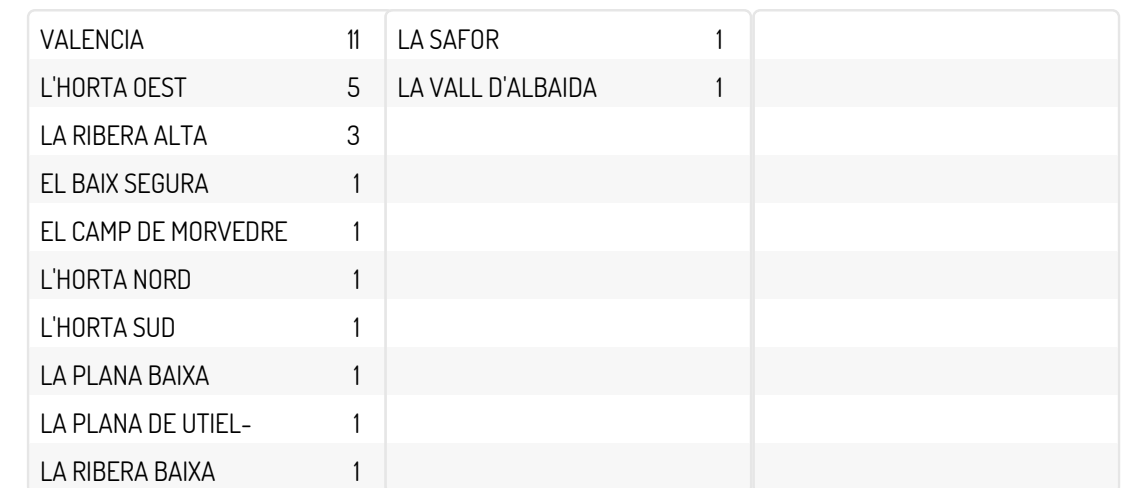 VALENCIA 11
L'HORTA OEST 5
LA RIBERA ALTA 3
EL BAIX SEGURA 1
EL CAMP DE MORVEDRE 1
L'HORTA NORD 1
L'HORTA SUD 1
LA PLANA BAIXA 1
LA PLANA DE UTIEL- 1
LA RIBERA BAIXA 1
LA SAFOR 1
LA VALL D'ALBAIDA 1